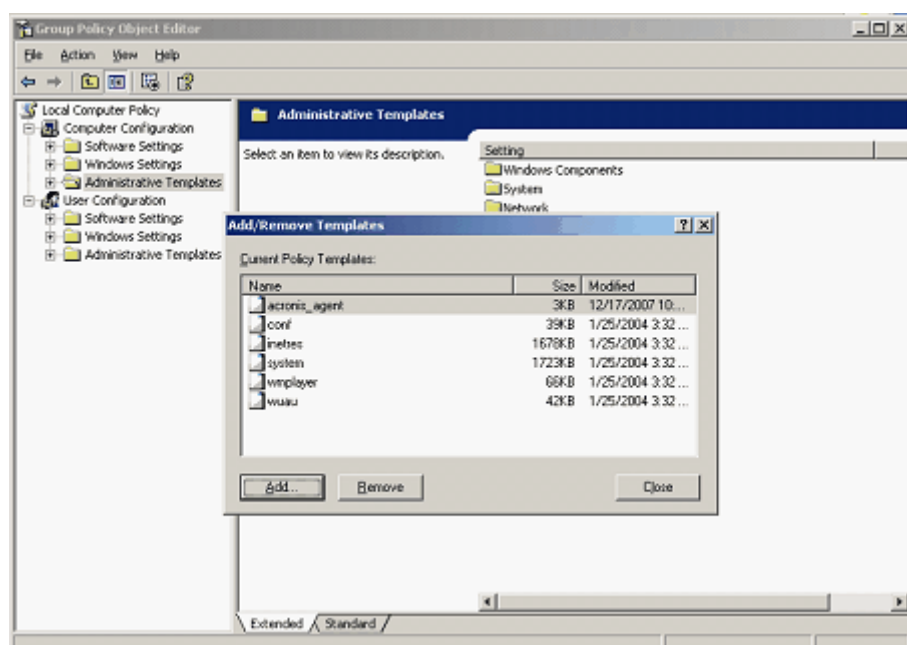 Group Policy Object Editor
File Action View Help
Local Computer Policy
Computer Configuration
Software Settings
Windows Settings
Administrative Templates
User Configuration
Software Settings
Windows Settings
Administrative Templates
Administrative Templates
Select an item to view its description.
Setting
Windows Components
System
Network
Add/Remove Templates
Current Policy Templates:
Name Size Modified
acronis_agent 3KB 12/17/2007 10:...
conf 39KB 1/25/2004 3:32 ...
inetres 1678KB 1/25/2004 3:32 ...
system 1723KB 1/25/2004 3:32 ...
wmplayer 66KB 1/25/2004 3:32 ...
wuau 42KB 1/25/2004 3:32 ...
Add... Remove Close
Extended Standard